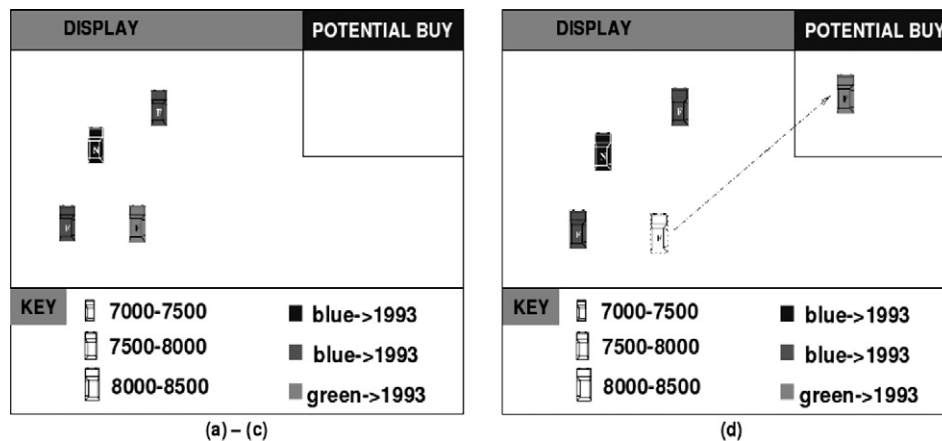 DISPLAY
POTENTIAL BUY
F
N
F
F
KEY
7000-7500
7500-8000
8000-8500
blue->1993
blue->1993
green->1993
(a) – (c)
DISPLAY
POTENTIAL BUY
F
N
F
F
KEY
7000-7500
7500-8000
8000-8500
blue->1993
blue->1993
green->1993
(d)